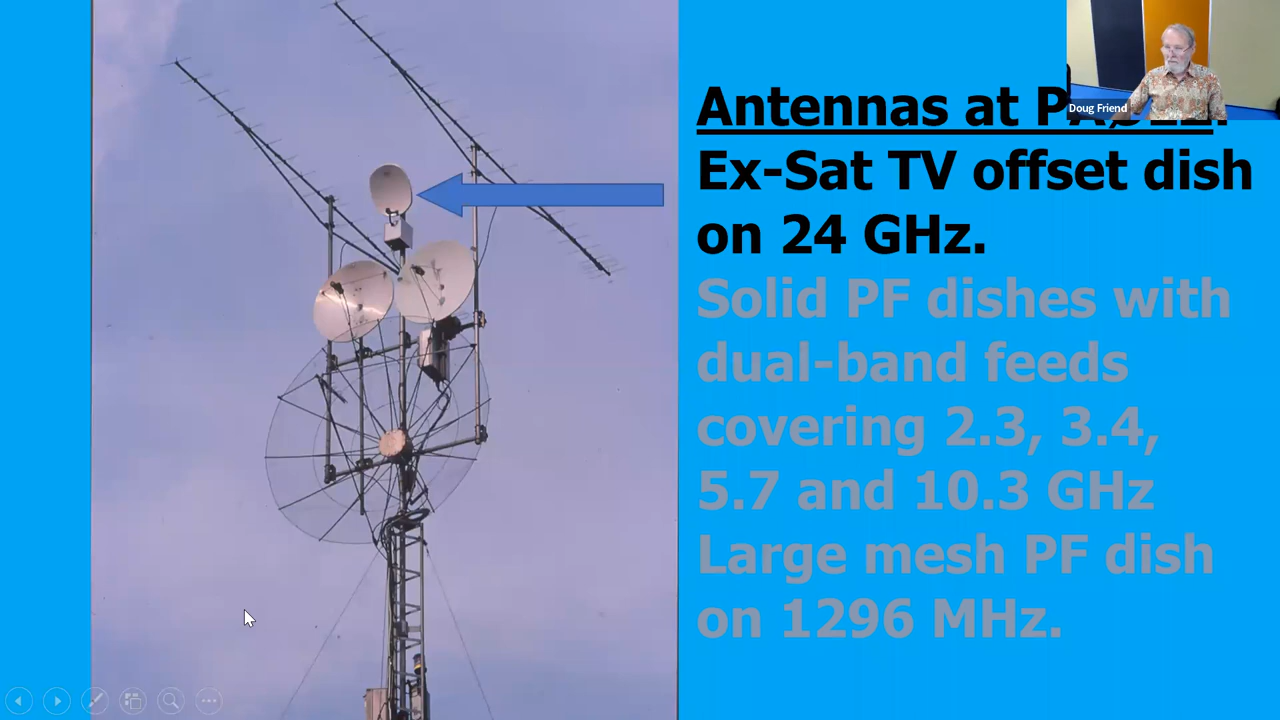 Antennas at
Ex-Sat TV offset dish
on 24 GHz.
Solid PF dishes with
dual-band feeds
covering 2.3, 3.4,
5.7 and 10.3 GHz
Large mesh PF dish
on 1296 MHz.
Doug Friend